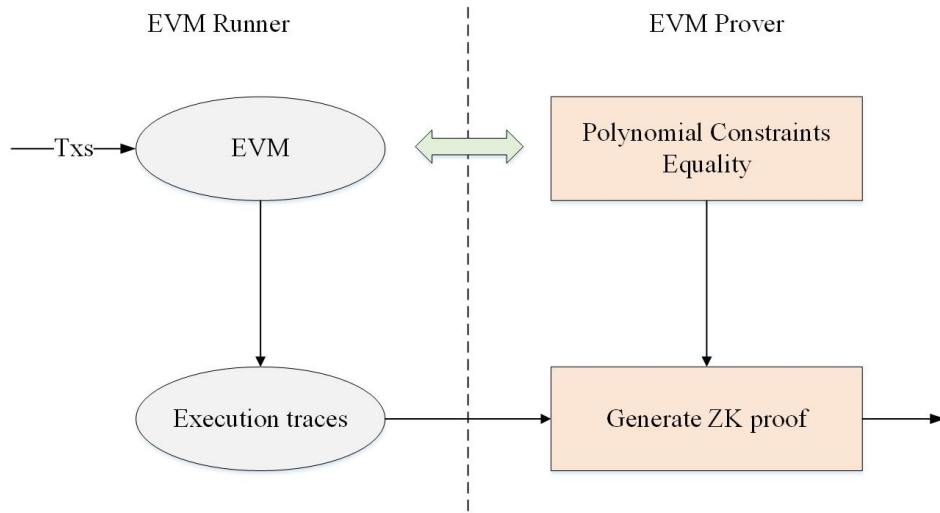 EVM Runner
EVM Prover
Txs
EVM
Polynomial Constraints
Equality
Execution traces
Generate ZK proof